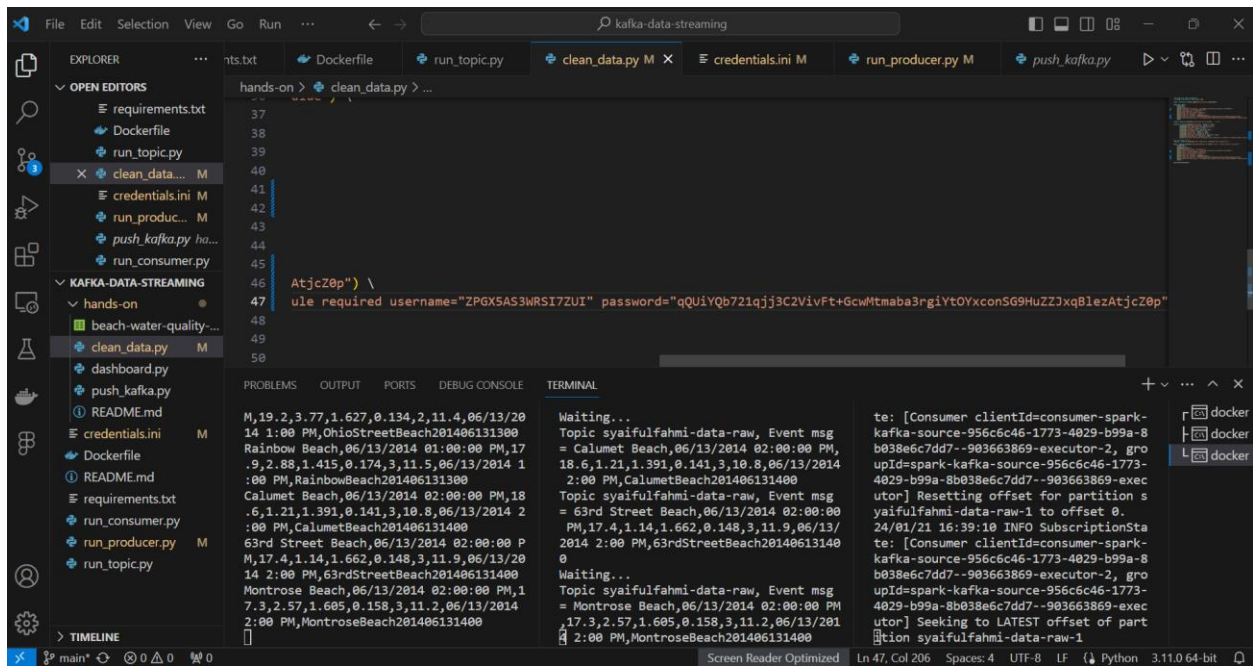 File Edit Selection View Go Run ... kafka-data-streaming
EXPLORER ...
nts.txt Dockerfile run_topic.py clean_data.py M credentials.ini M run_producer.py M push_kafka.py
OPEN EDITORS
requirements.txt
Dockerfile
run_topic.py
clean_data.... M
credentials.ini M
run_produc... M
push_kafka.py ha...
run_consumer.py
KAFKA-DATA-STREAMING
hands-on
beach-water-quality-...
clean_data.py M
dashboard.py
push_kafka.py
README.md
credentials.ini M
Dockerfile
README.md
requirements.txt
run_consumer.py
run_producer.py M
run_topic.py
TIMELINE
3
hands-on > clean_data.py > ...
37
38
39
40
41
42
43
44
45
46 AtjcZ0p") \
47 ule required username="ZPGX5AS3WRSI7ZUI" password="qQUiYQb721qjj3C2VivFt+GcwMtmaba3rgiYtOYxconSG9HuZZJxqBlezAtjcZ0p"
48
49
50
PROBLEMS OUTPUT PORTS DEBUG CONSOLE TERMINAL
M,19.2,3.77,1.627,0.134,2,11.4,06/13/20
14 1:00 PM,OhioStreetBeach201406131300
Rainbow Beach,06/13/2014 01:00:00 PM,17
.9,2.88,1.415,0.174,3,11.5,06/13/2014 1
:00 PM,RainbowBeach201406131300
Calumet Beach,06/13/2014 02:00:00 PM,18
.6,1.21,1.391,0.141,3,10.8,06/13/2014 2
:00 PM,CalumetBeach201406131400
63rd Street Beach,06/13/2014 02:00:00 P
M,17.4,1.14,1.662,0.148,3,11.9,06/13/20
14 2:00 PM,63rdStreetBeach201406131400
Montrose Beach,06/13/2014 02:00:00 PM,1
7.3,2.57,1.605,0.158,3,11.2,06/13/2014
2:00 PM,MontroseBeach201406131400
Waiting...
Topic syaifulfahmi-data-raw, Event msg
= Calumet Beach,06/13/2014 02:00:00 PM,
18.6,1.21,1.391,0.141,3,10.8,06/13/2014
2:00 PM,CalumetBeach201406131400
Topic syaifulfahmi-data-raw, Event msg
= 63rd Street Beach,06/13/2014 02:00:00
PM,17.4,1.14,1.662,0.148,3,11.9,06/13/
2014 2:00 PM,63rdStreetBeach20140613140
0
Waiting...
Topic syaifulfahmi-data-raw, Event msg
= Montrose Beach,06/13/2014 02:00:00 PM
,17.3,2.57,1.605,0.158,3,11.2,06/13/201
4 2:00 PM,MontroseBeach201406131400
te: [Consumer clientId=consumer-spark-
kafka-source-956c6c46-1773-4029-b99a-8
b038e6c7dd7--903663869-executor-2, gro
upId=spark-kafka-source-956c6c46-1773-
4029-b99a-8b038e6c7dd7--903663869-exec
utor] Resetting offset for partition s
yaifulfahmi-data-raw-1 to offset 0.
24/01/21 16:39:10 INFO SubscriptionSta
te: [Consumer clientId=consumer-spark-
kafka-source-956c6c46-1773-4029-b99a-8
b038e6c7dd7--903663869-executor-2, gro
upId=spark-kafka-source-956c6c46-1773-
4029-b99a-8b038e6c7dd7--903663869-exec
utor] Seeking to LATEST offset of part
ition syaifulfahmi-data-raw-1
docker
docker
docker
main* 0 0 0 Screen Reader Optimized Ln 47, Col 206 Spaces: 4 UTF-8 LF Python 3.11.0 64-bit